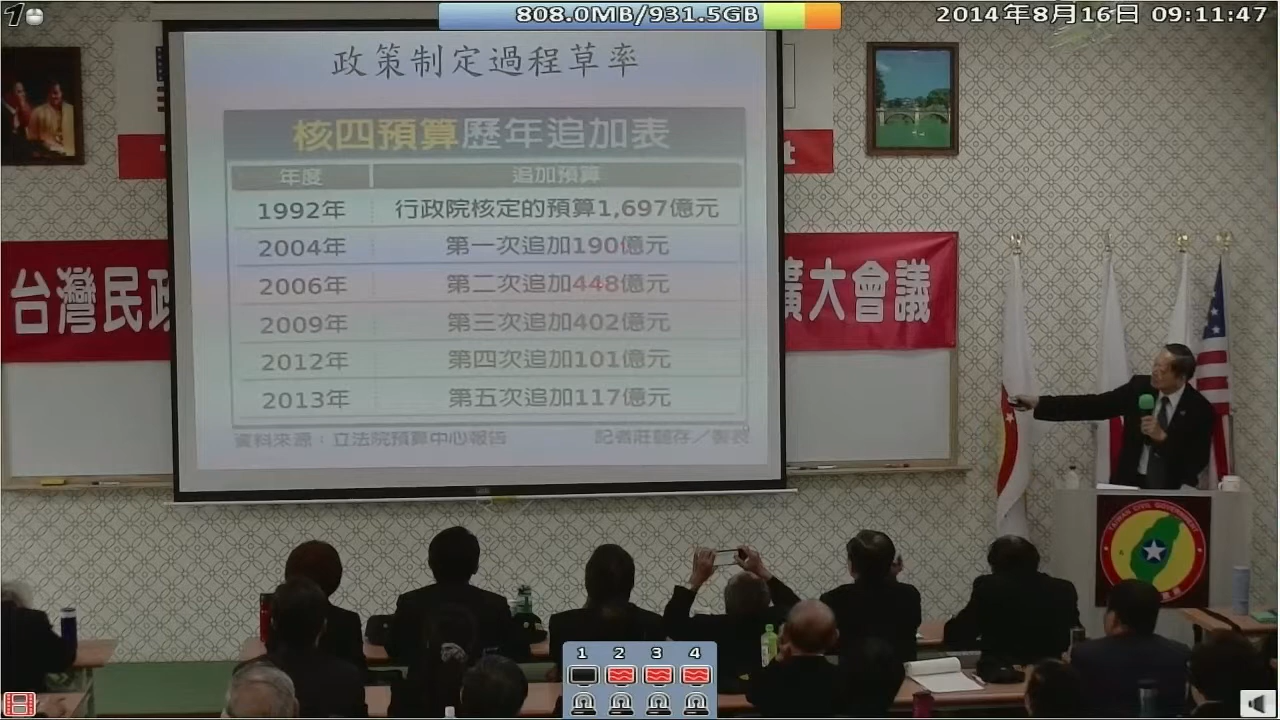 1
808.0MB/931.5GB
2014年8月16日 09:11:47
政策制定過程草率
核四預算歷年追加表
年度 追加預算
1992年 行政院核定的預算1,697億元
2004年 第一次追加190億元
2006年 第二次追加448億元
2009年 第三次追加402億元
2012年 第四次追加101億元
2013年 第五次追加117億元
資料來源：立法院預算中心報告
台灣民政
擴大會議
t
TAIWAN CIVIL GOVERNMENT
1 2 3 4